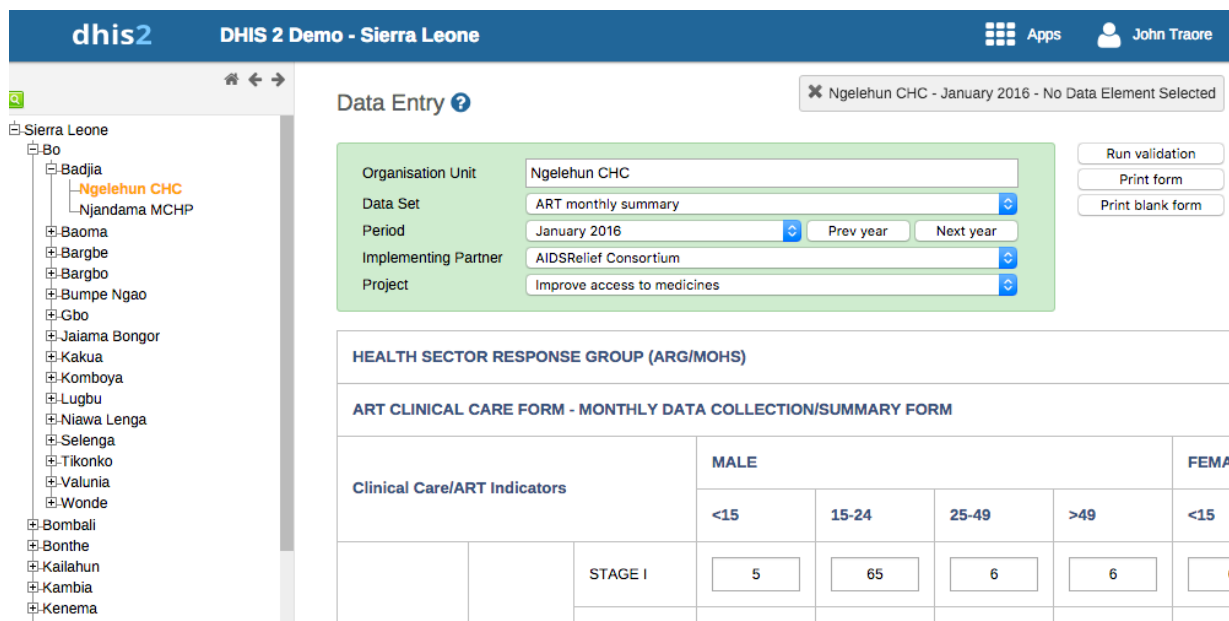 dhis2 DHIS 2 Demo - Sierra Leone Apps John Traore
Sierra Leone
Bo
Badjia
Ngelehun CHC
Njandama MCHP
Baoma
Bargbe
Bargbo
Bumpe Ngao
Gbo
Jaiama Bongor
Kakua
Komboya
Lugbu
Niawa Lenga
Selenga
Tikonko
Valunia
Wonde
Bombali
Bonthe
Kailahun
Kambia
Kenema
Data Entry ?
Ngelehun CHC - January 2016 - No Data Element Selected
Organisation Unit Ngelehun CHC
Data Set ART monthly summary
Period January 2016 Prev year Next year
Implementing Partner AIDSRelief Consortium
Project Improve access to medicines
Run validation
Print form
Print blank form
HEALTH SECTOR RESPONSE GROUP (ARG/MOHS)
ART CLINICAL CARE FORM - MONTHLY DATA COLLECTION/SUMMARY FORM
Clinical Care/ART Indicators
MALE FEMA
<15 15-24 25-49 >49 <15
STAGE I 5 65 6 6